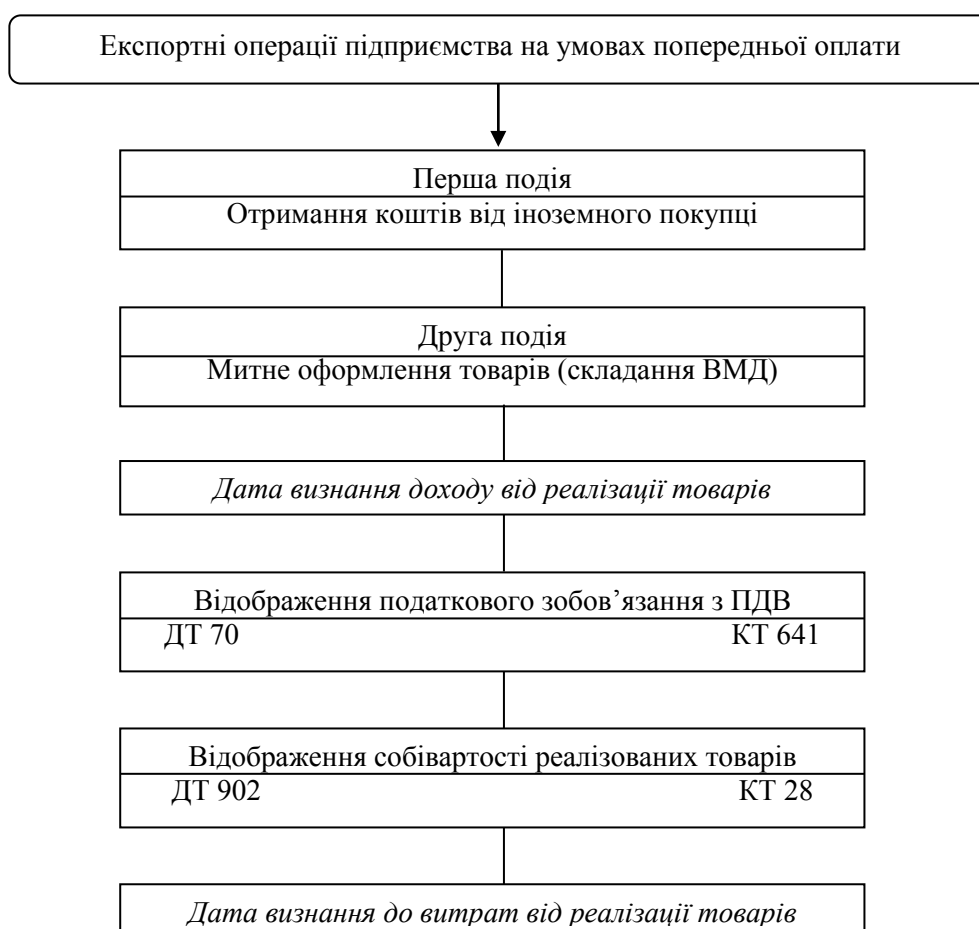 Експортні операції підприємства на умовах попередньої оплати
Перша подія
Отримання коштів від іноземного покупці
Друга подія
Митне оформлення товарів (складання ВМД)
Дата визнання доходу від реалізації товарів
Відображення податкового зобов’язання з ПДВ
ДТ 70 КТ 641
Відображення собівартості реалізованих товарів
ДТ 902 КТ 28
Дата визнання до витрат від реалізації товарів